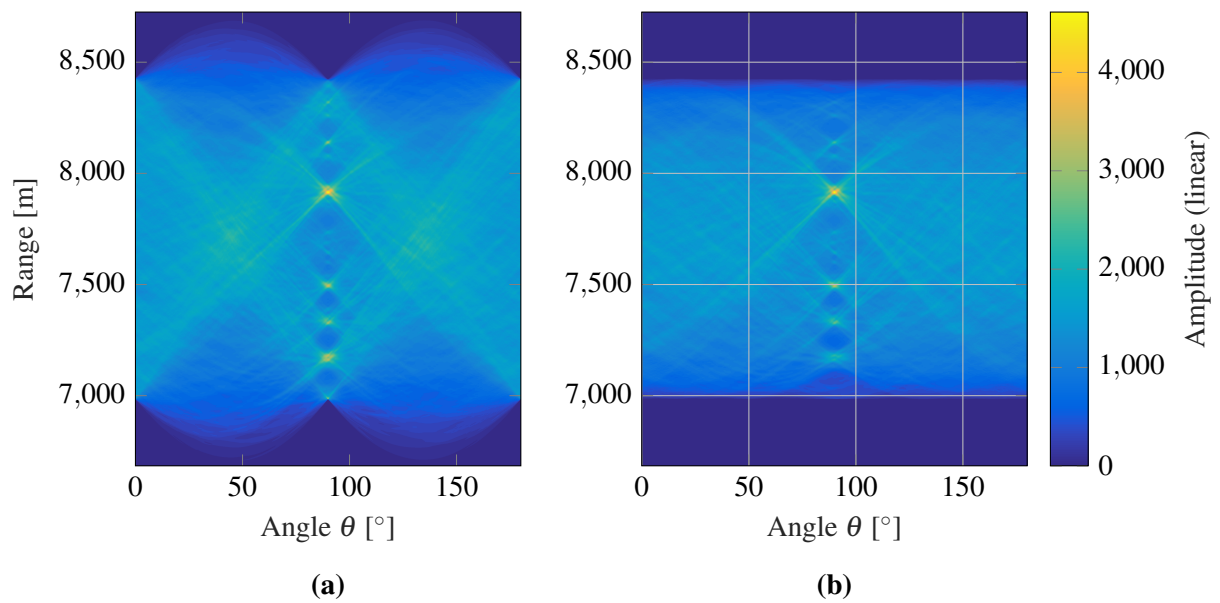 8,500
8,000
7,500
7,000
Range [m]
0 50 100 150
Angle θ [°]
(a)
8,500
8,000
7,500
7,000
0 50 100 150
Angle θ [°]
(b)
4,000
3,000
2,000
1,000
0
Amplitude (linear)